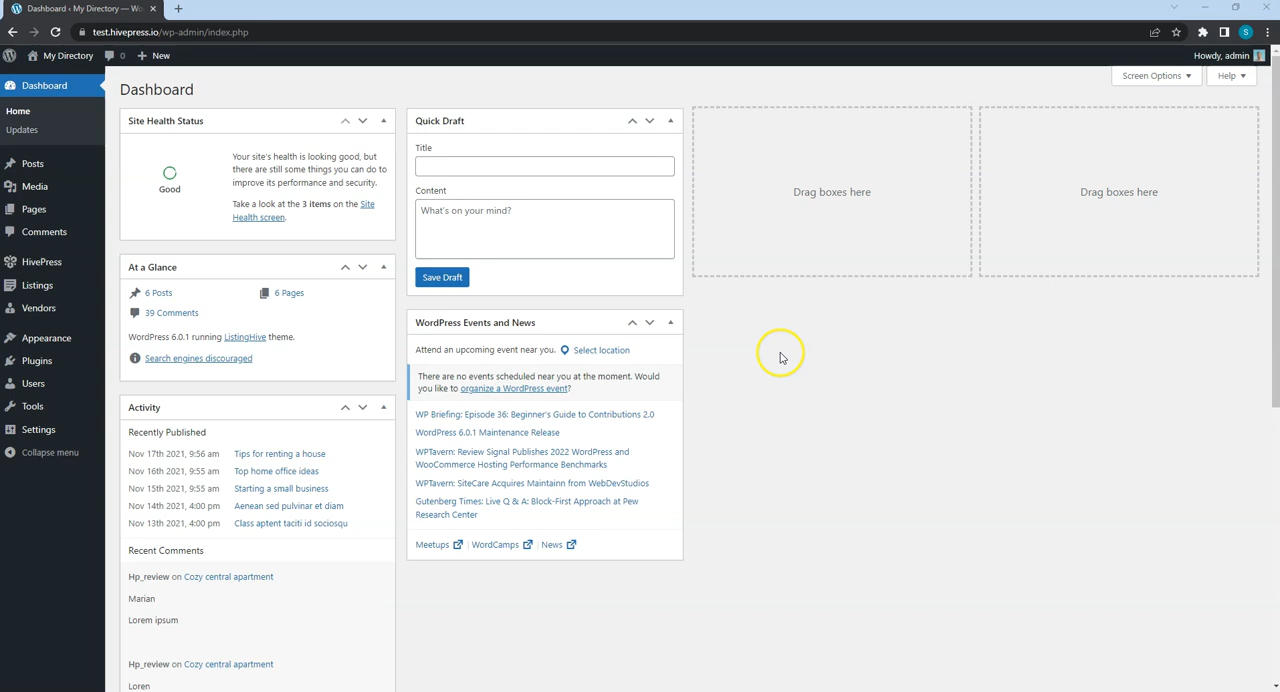 Dashboard ‹ My Directory — Wo
test.hivepress.io/wp-admin/index.php
S
My Directory
0
New
Howdy, admin
Dashboard
Home
Updates
Posts
Media
Pages
Comments
HivePress
Listings
Vendors
Appearance
Plugins
Users
Tools
Settings
Collapse menu
Dashboard
Screen Options
Help
Site Health Status
Good
Your site's health is looking good, but
there are still some things you can do to
improve its performance and security.
Take a look at the 3 items on the Site
Health screen.
At a Glance
6 Posts
6 Pages
39 Comments
WordPress 6.0.1 running ListingHive theme.
Search engines discouraged
Activity
Recently Published
Nov 17th 2021, 9:56 am Tips for renting a house
Nov 16th 2021, 9:55 am Top home office ideas
Nov 15th 2021, 9:55 am Starting a small business
Nov 14th 2021, 4:00 pm Aenean sed pulvinar et diam
Nov 13th 2021, 4:00 pm Class aptent taciti id sociosqu
Recent Comments
Hp_review on Cozy central apartment
Marian
Lorem ipsum
Hp_review on Cozy central apartment
Loren
Quick Draft
Title
Content
What's on your mind?
Save Draft
WordPress Events and News
Attend an upcoming event near you. Select location
There are no events scheduled near you at the moment. Would
you like to organize a WordPress event?
WP Briefing: Episode 36: Beginner's Guide to Contributions 2.0
WordPress 6.0.1 Maintenance Release
WPTavern: Review Signal Publishes 2022 WordPress and
WooCommerce Hosting Performance Benchmarks
WPTavern: SiteCare Acquires Maintainn from WebDevStudios
Gutenberg Times: Live Q & A: Block-First Approach at Pew
Research Center
Meetups | WordCamps | News
Drag boxes here
Drag boxes here